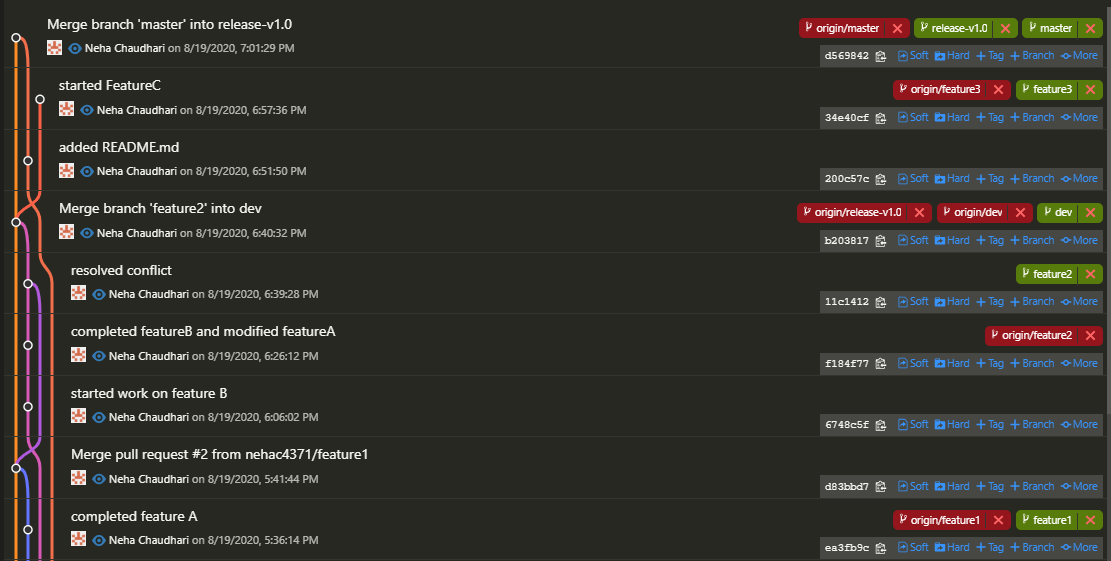 Merge branch 'master' into release-v1.0
origin/master release-v1.0 master
Neha Chaudhari on 8/19/2020, 7:01:29 PM
d569842 Soft Hard Tag Branch More
started FeatureC
origin/feature3 feature3
Neha Chaudhari on 8/19/2020, 6:57:36 PM
34e40cf Soft Hard + Tag + Branch More
added README.md
Neha Chaudhari on 8/19/2020, 6:51:50 PM
200c57c Soft Hard + Tag + Branch More
Merge branch 'feature2' into dev
origin/release-v1.0 origin/dev dev
Neha Chaudhari on 8/19/2020, 6:40:32 PM
b203817 Soft Hard + Tag + Branch More
resolved conflict
feature2
Neha Chaudhari on 8/19/2020, 6:39:28 PM
11c1412 Soft Hard + Tag + Branch More
completed featureB and modified featureA
origin/feature2
Neha Chaudhari on 8/19/2020, 6:26:12 PM
f184f77 Soft Hard + Tag + Branch More
started work on feature B
Neha Chaudhari on 8/19/2020, 6:06:02 PM
6748c5f Soft Hard + Tag + Branch More
Merge pull request #2 from nehac4371/feature1
Neha Chaudhari on 8/19/2020, 5:41:44 PM
d83bbd7 Soft Hard + Tag + Branch More
completed feature A
origin/feature1 feature1
Neha Chaudhari on 8/19/2020, 5:36:14 PM
ea3fb9c Soft Hard + Tag + Branch More